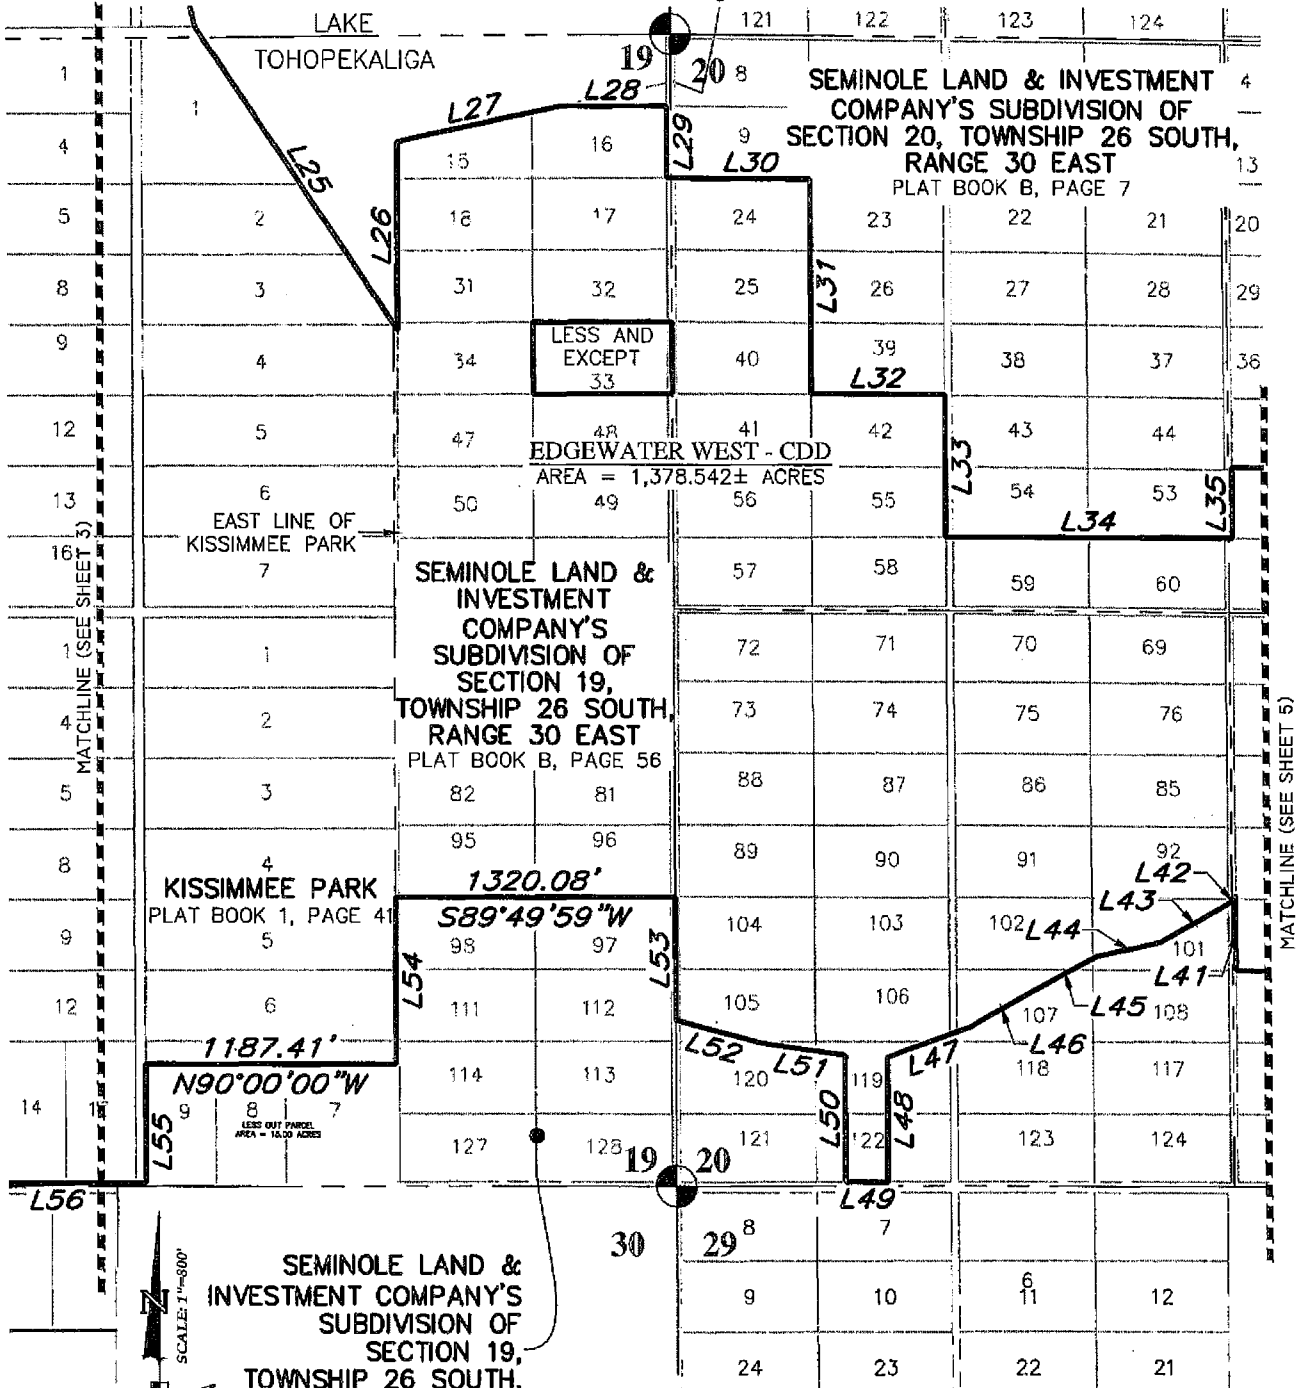 LAKE
TOHOPEKALIGA
121 122 123 124
19 20
1
1
8
4
L27
L28
L29
L30
L25
L26
SEMINOLE LAND & INVESTMENT
COMPANY'S SUBDIVISION OF
SECTION 20, TOWNSHIP 26 SOUTH,
RANGE 30 EAST
PLAT BOOK B, PAGE 7
4 15 16 9 13
5 2 18 17 24 23 22 21 20
8 3 31 32 25 L31 26 27 28 29
9 4 34
LESS AND
EXCEPT
33
40 39 38 37 36
L32
12 5 47 48 41 42 43 44
EDGEWATER WEST - CDD
AREA = 1,378.542± ACRES
L33
13 6 50 49 56 55 54 53 L35
L34
EAST LINE OF
KISSIMMEE PARK
16 7 57 58 59 60
MATCHLINE (SEE SHEET 3)
SEMINOLE LAND &
INVESTMENT
COMPANY'S
SUBDIVISION OF
SECTION 19,
TOWNSHIP 26 SOUTH,
RANGE 30 EAST
PLAT BOOK B, PAGE 56
1 1 72 71 70 69
4 2 73 74 75 76
MATCHLINE (SEE SHEET 5)
5 3 82 81 88 87 86 85
8 4 95 96 89 90 91 92
L42
L43
L44
L41
L45
L46
KISSIMMEE PARK
PLAT BOOK 1, PAGE 41
1320.08'
S89°49'59"W
9 5 98 97 104 103 102 101
L54
L53
12 6 111 112 105 106 107 108
1187.41'
N90°00'00"W
L52
L51
L47
114 113 120 119 118 117
14 9 8 7
LESS OUT PARCEL
AREA = 15.00 ACRES
L55
L50
L48
127 128 121 122 123 124
19 20
L56
L49
30 29
8 7
N
SCALE: 1"=800'
SEMINOLE LAND &
INVESTMENT COMPANY'S
SUBDIVISION OF
SECTION 19,
TOWNSHIP 26 SOUTH,
6
9 10 11 12
24 23 22 21